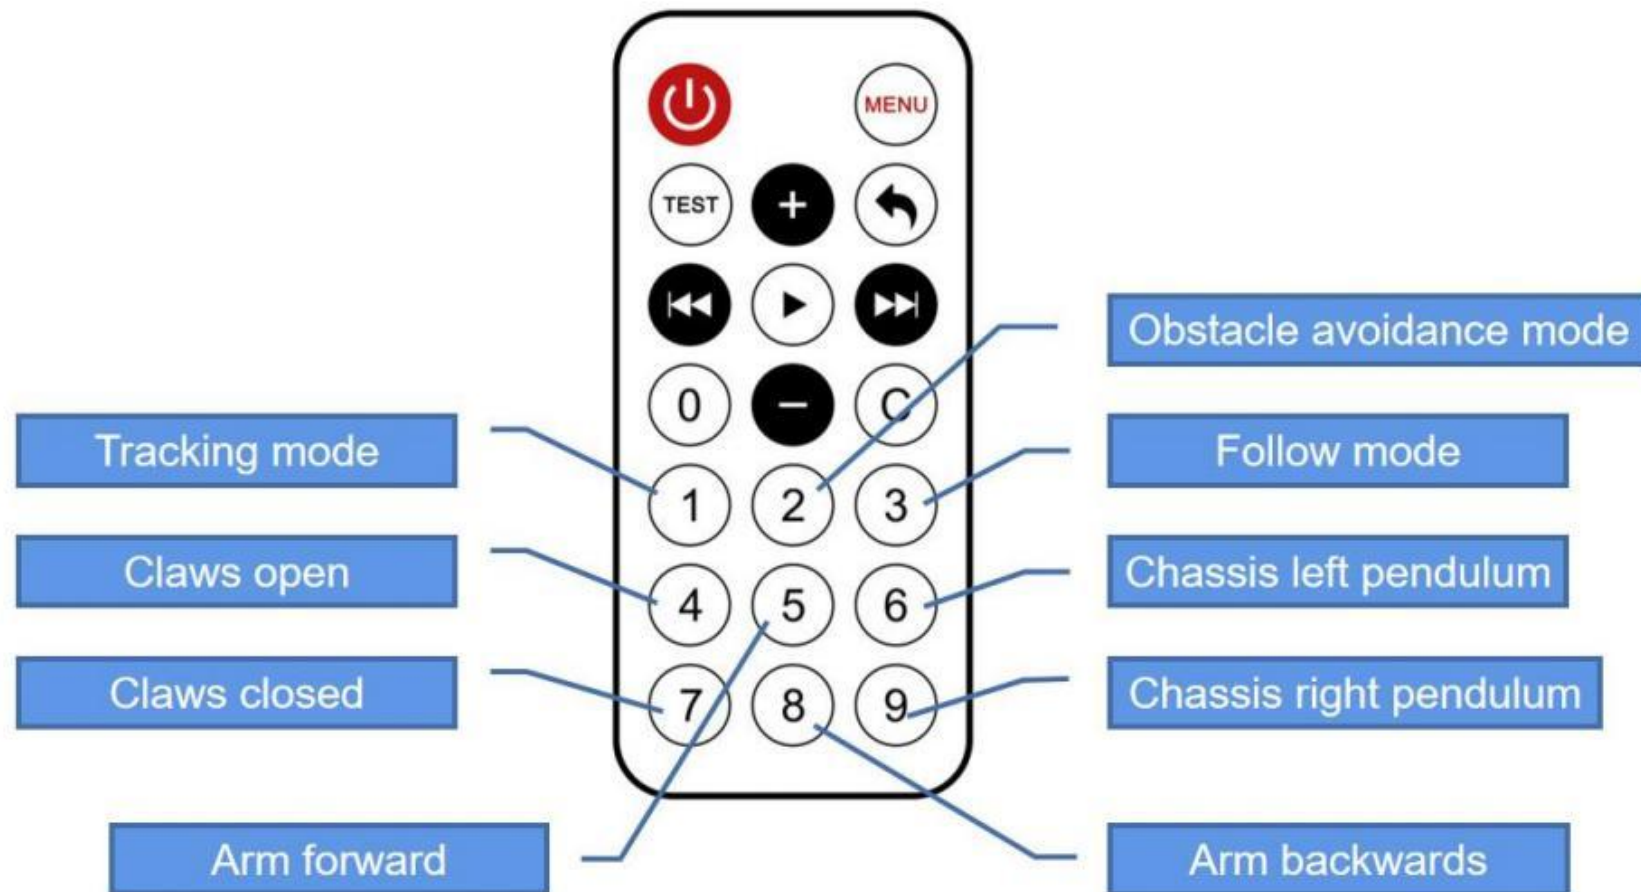 MENU
TEST
+
0
−
C
1
2
3
4
5
6
7
8
9
Tracking mode
Claws open
Claws closed
Arm forward
Obstacle avoidance mode
Follow mode
Chassis left pendulum
Chassis right pendulum
Arm backwards